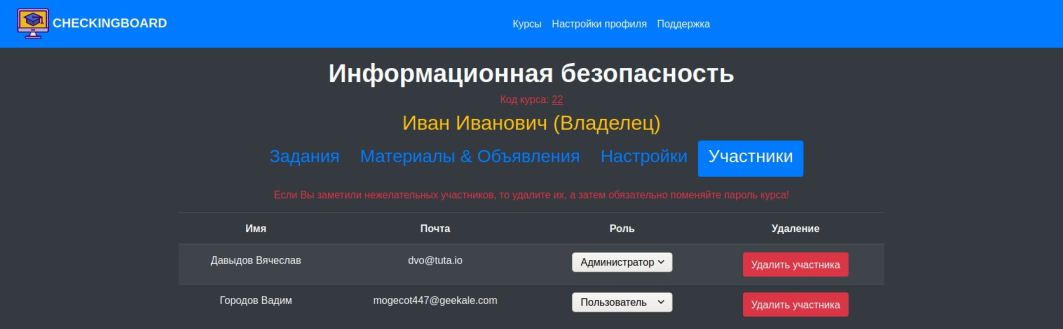 CHECKINGBOARD Курсы Настройки профиля Поддержка
Информационная безопасность
Код курса: 22
Иван Иванович (Владелец)
Задания Материалы & Объявления Настройки Участники
Если Вы заметили нежелательных участников, то удалите их, а затем обязательно поменяйте пароль курса!
Имя Почта Роль Удаление
Давыдов Вячеслав dvo@tuta.io Администратор Удалить участника
Городов Вадим mogecot447@geekale.com Пользователь Удалить участника